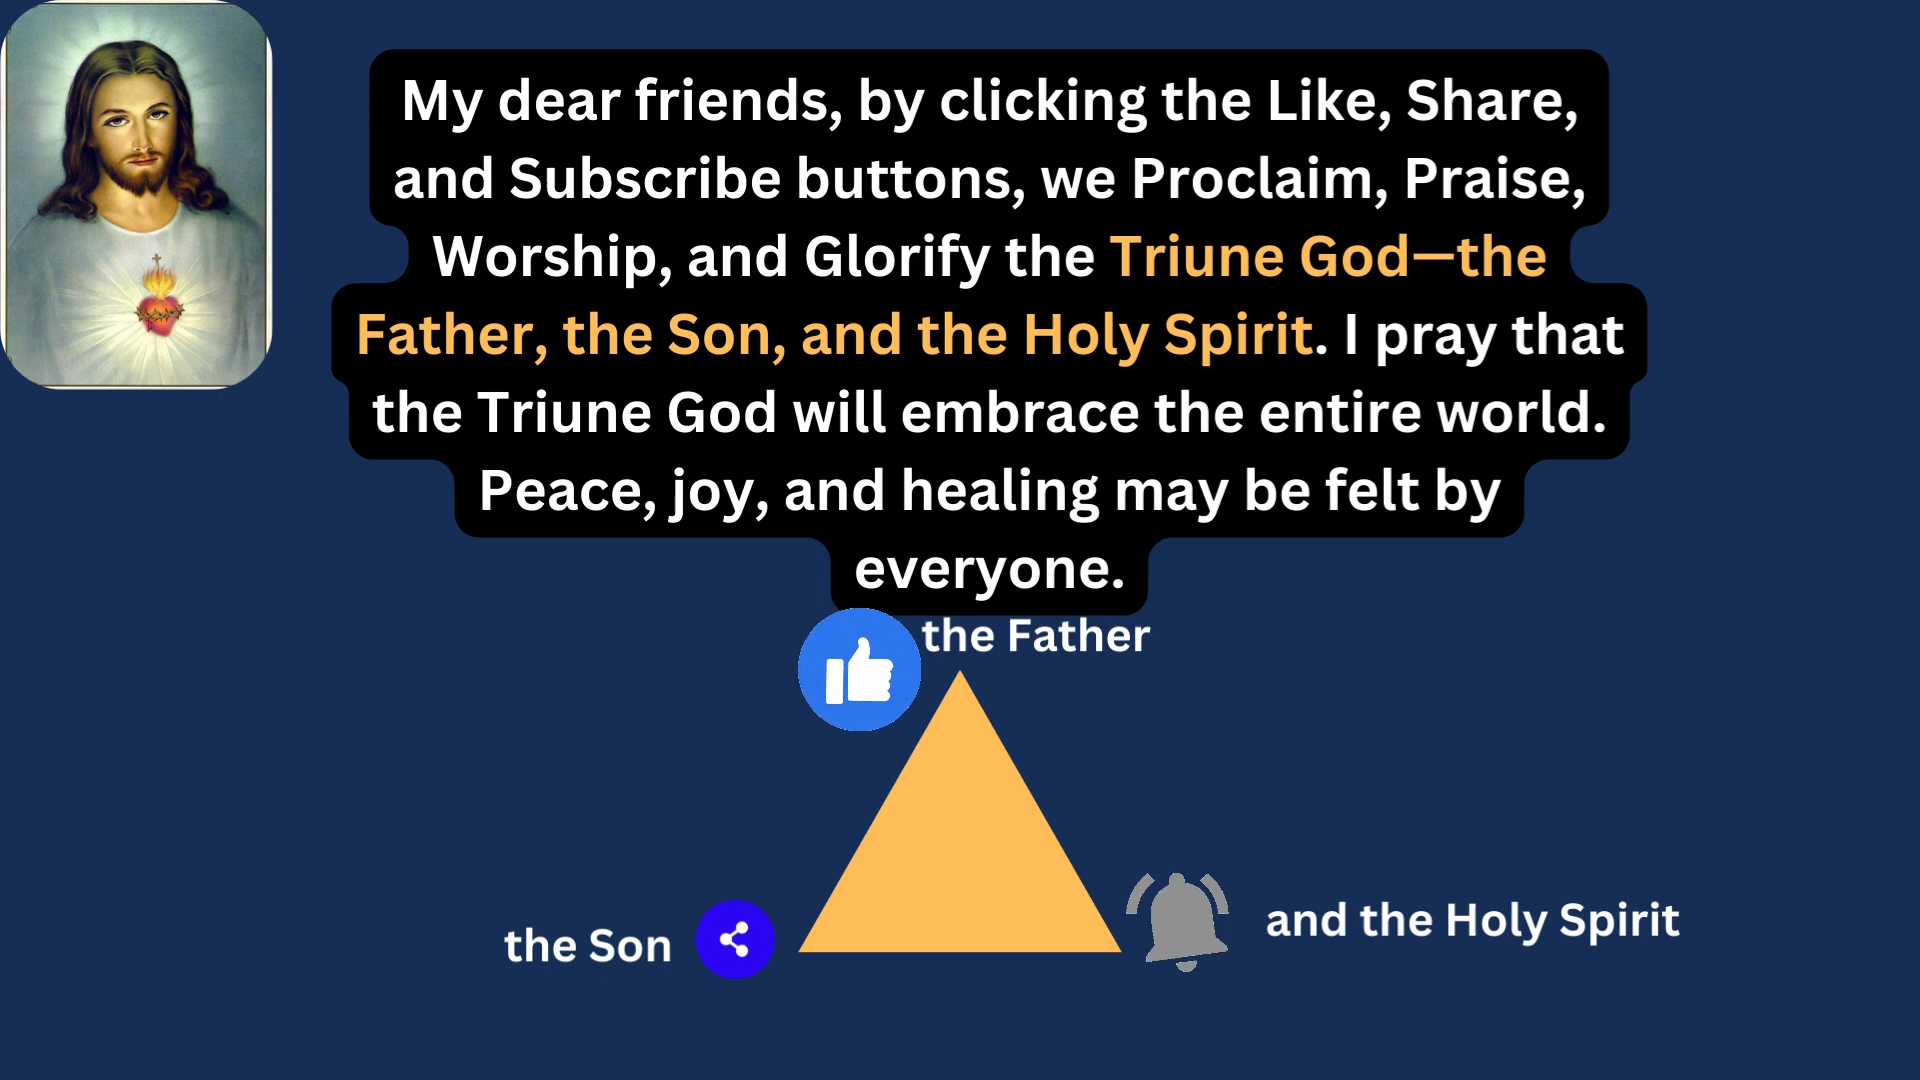 My dear friends, by clicking the Like, Share,
and Subscribe buttons, we Proclaim, Praise,
Worship, and Glorify the Triune God—the
Father, the Son, and the Holy Spirit. I pray that
the Triune God will embrace the entire world.
Peace, joy, and healing may be felt by
everyone.
the Father
the Son
and the Holy Spirit